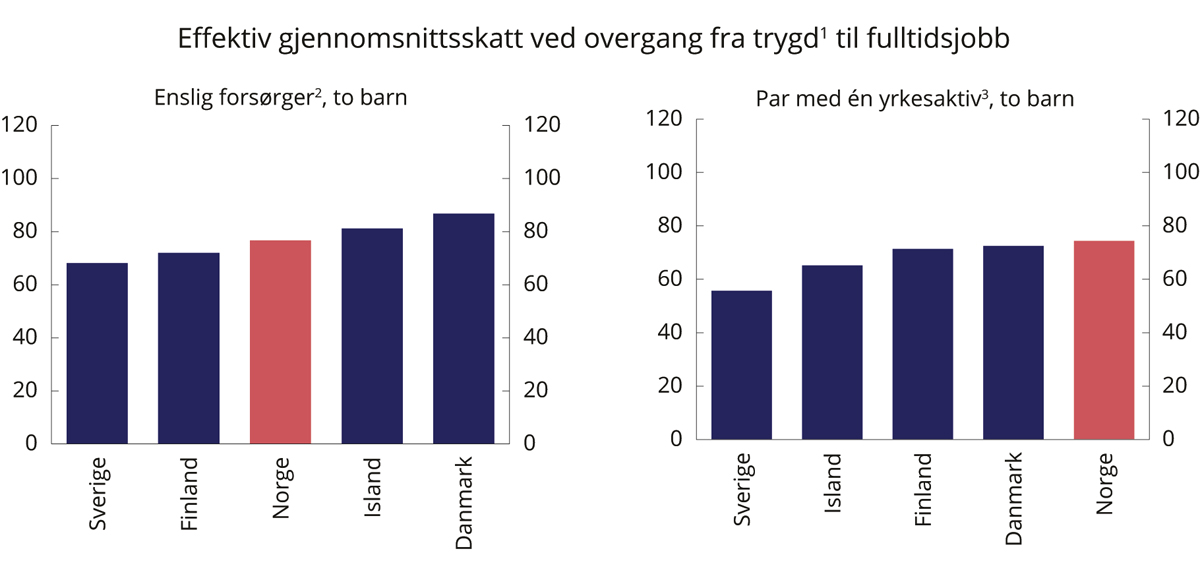 Effektiv gjennomsnittsskatt ved overgang fra trygd¹ til fulltidsjobb
Enslig forsørger², to barn
120 120
100 100
80 80
60 60
40 40
20 20
0 0
Sverige
Finland
Norge
Island
Danmark
Par med én yrkesaktiv³, to barn
120 120
100 100
80 80
60 60
40 40
20 20
0 0
Sverige
Island
Finland
Danmark
Norge